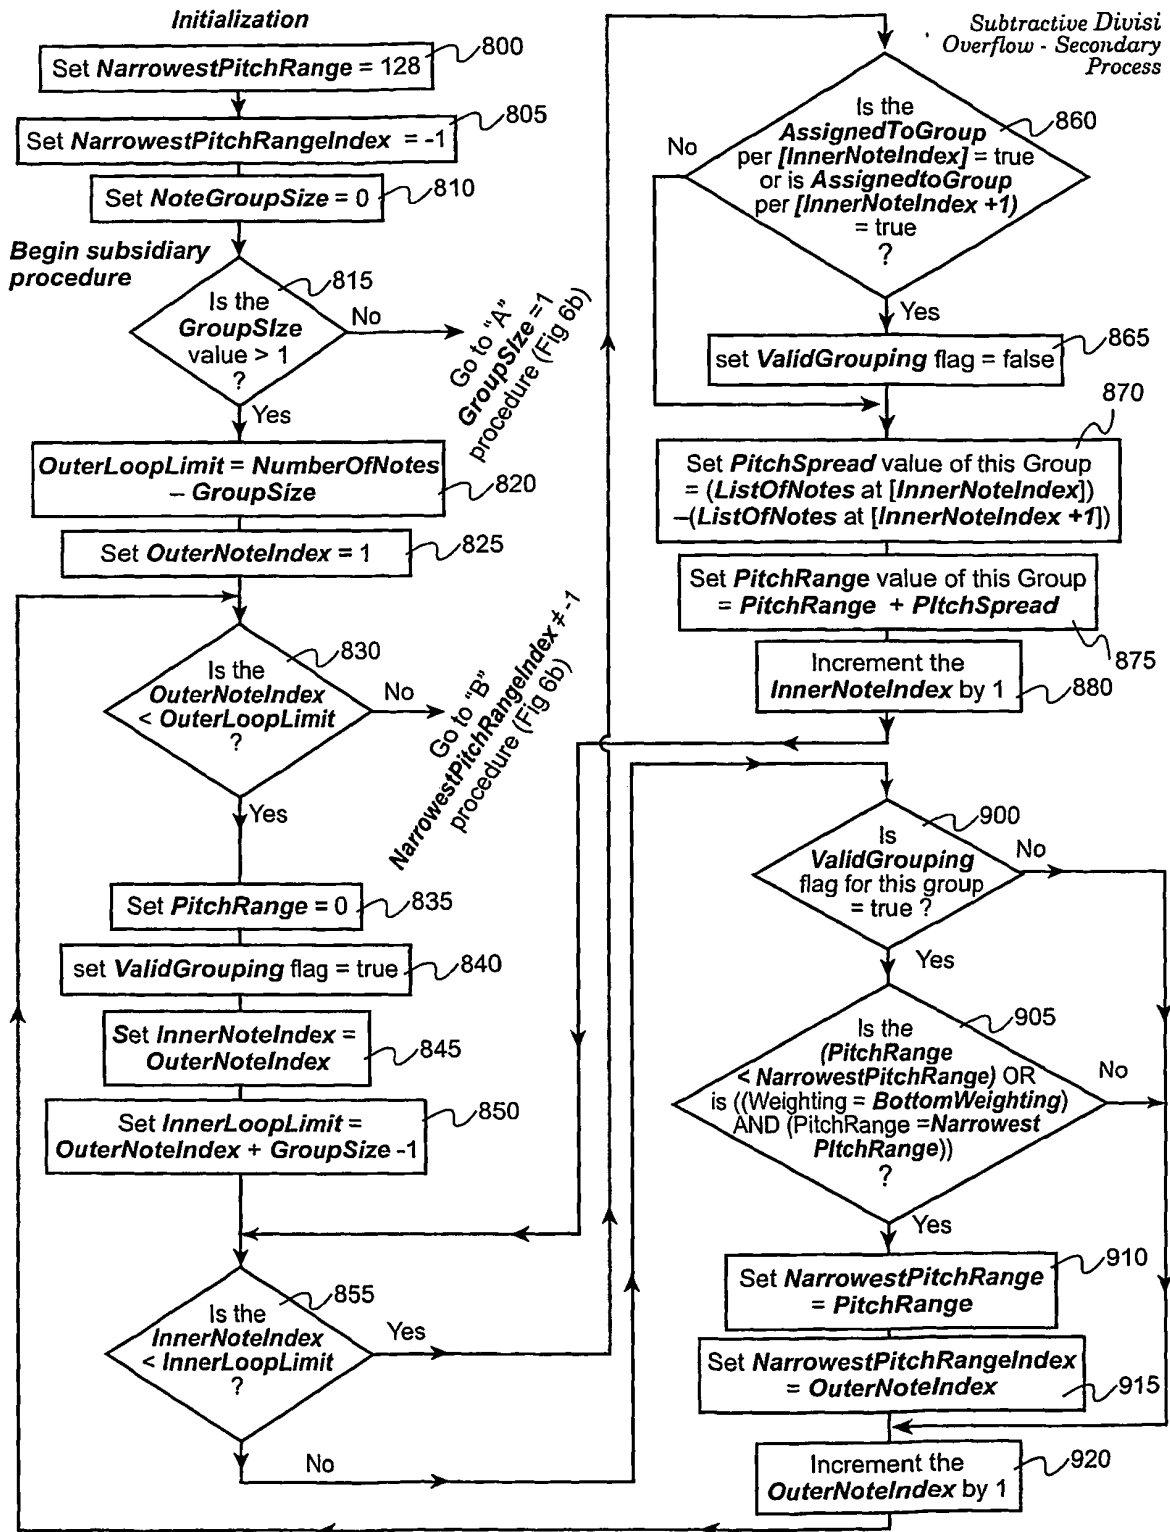 Initialization
800
Set NarrowestPitchRange = 128
805
Set NarrowestPitchRangeIndex = -1
810
Set NoteGroupSize = 0
Begin subsidiary
procedure
815
Is the
GroupSIze
value > 1
?
No
Go to "A"
GroupSIze =1
procedure (Fig 6b)
Yes
OuterLoopLimit = NumberOfNotes
– GroupSize
820
Set OuterNoteIndex = 1
825
830
Is the
OuterNoteIndex
< OuterLoopLimit
?
No
Go to "B"
NarrowestPitchRangeIndex ≠ -1
procedure (Fig 6b)
Yes
Set PitchRange = 0
835
set ValidGrouping flag = true
840
Set InnerNoteIndex =
OuterNoteIndex
845
Set InnerLoopLimit =
OuterNoteIndex + GroupSize -1
850
855
Is the
InnerNoteIndex
< InnerLoopLimit
?
Yes
No
Subtractive Divisi
Overflow - Secondary
Process
860
Is the
AssignedToGroup
per [InnerNoteIndex] = true
or is AssignedtoGroup
per [InnerNoteIndex +1)
= true
?
No
Yes
865
set ValidGrouping flag = false
870
Set PitchSpread value of this Group
= (ListOfNotes at [InnerNoteIndex])
–(ListOfNotes at [InnerNoteIndex +1])
Set PitchRange value of this Group
= PitchRange + PItchSpread
875
Increment the
InnerNoteIndex by 1
880
900
Is
ValidGrouping
flag for this group
= true ?
No
Yes
905
Is the
(PitchRange
< NarrowestPitchRange) OR
is ((Weighting = BottomWeighting)
AND (PitchRange =Narrowest
PItchRange))
?
No
Yes
910
Set NarrowestPitchRange
= PitchRange
Set NarrowestPitchRangeIndex
= OuterNoteIndex
915
Increment the
OuterNoteIndex by 1
920